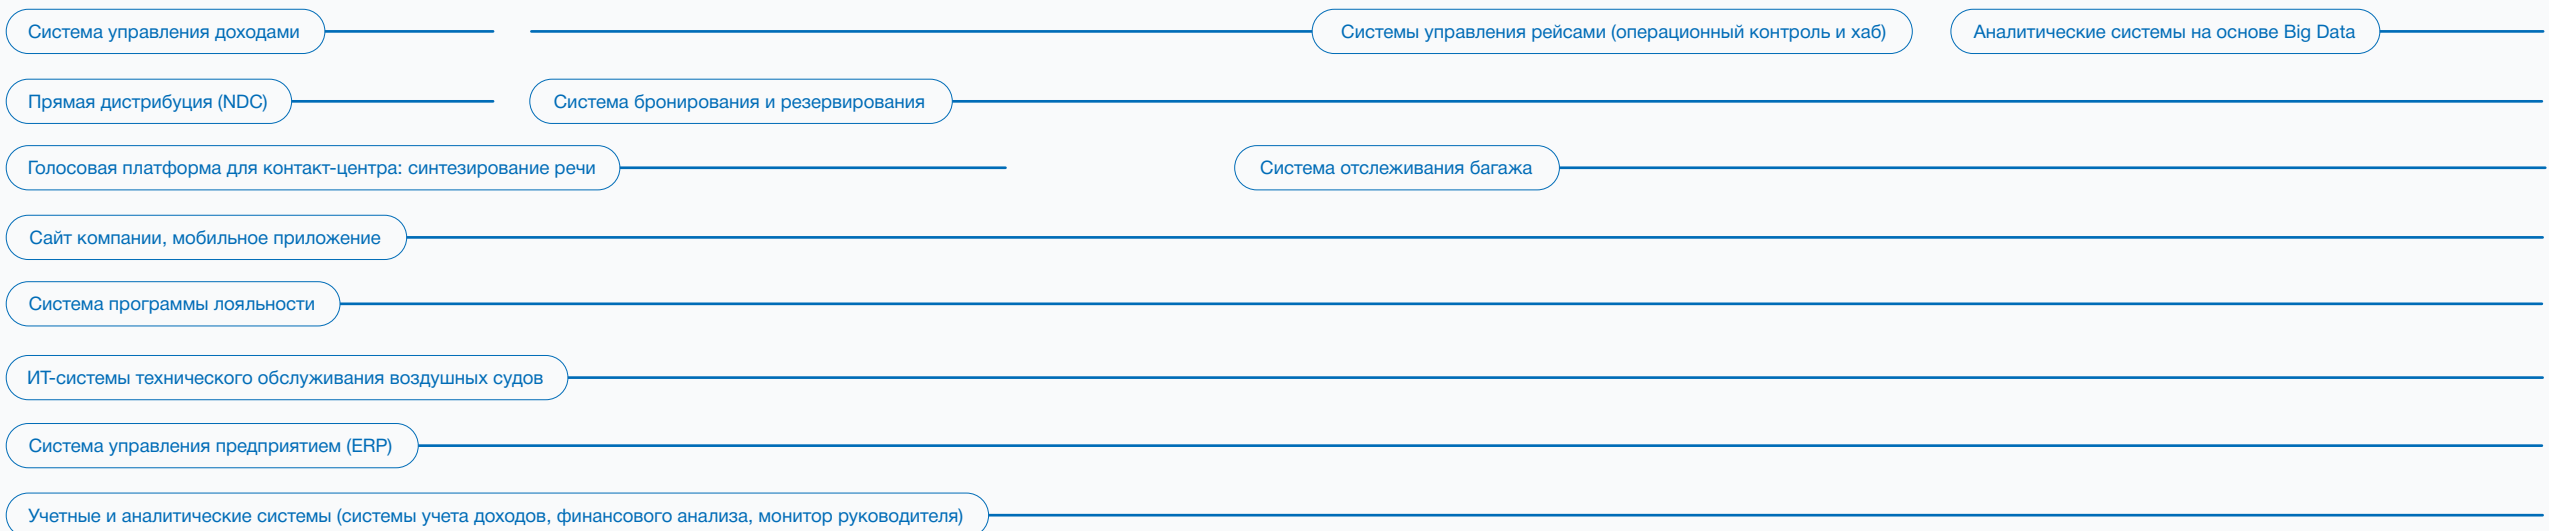 Система управления доходами
Системы управления рейсами (операционный контроль и хаб)
Аналитические системы на основе Big Data
Прямая дистрибуция (NDC)
Система бронирования и резервирования
Голосовая платформа для контакт-центра: синтезирование речи
Система отслеживания багажа
Сайт компании, мобильное приложение
Система программы лояльности
ИТ-системы технического обслуживания воздушных судов
Система управления предприятием (ERP)
Учетные и аналитические системы (системы учета доходов, финансового анализа, монитор руководителя)